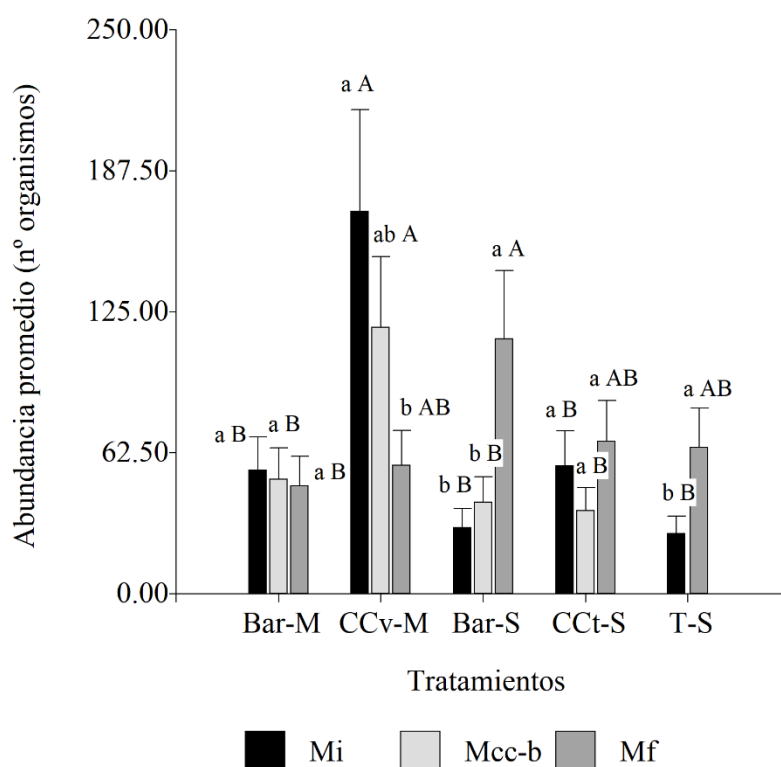 250.00
a A
187.50
ab A
a A
125.00
b AB
a AB
a AB
a B
a B
62.50
a B
b B
b B
a B
a B
b B
0.00
Bar-M CCv-M Bar-S CCt-S T-S
Abundancia promedio (nº organismos)
Tratamientos
Mi Mcc-b Mf